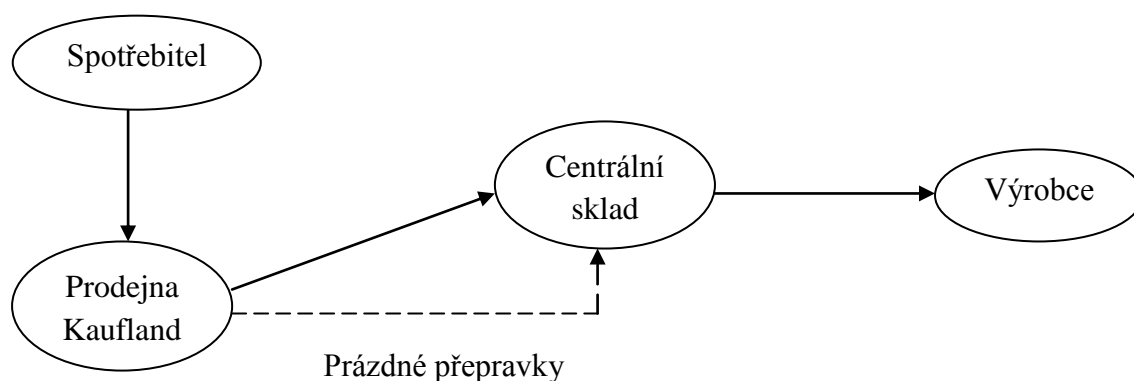 Spotřebitel
Centrální
sklad
Výrobce
Prodejna
Kaufland
Prázdné přepravky